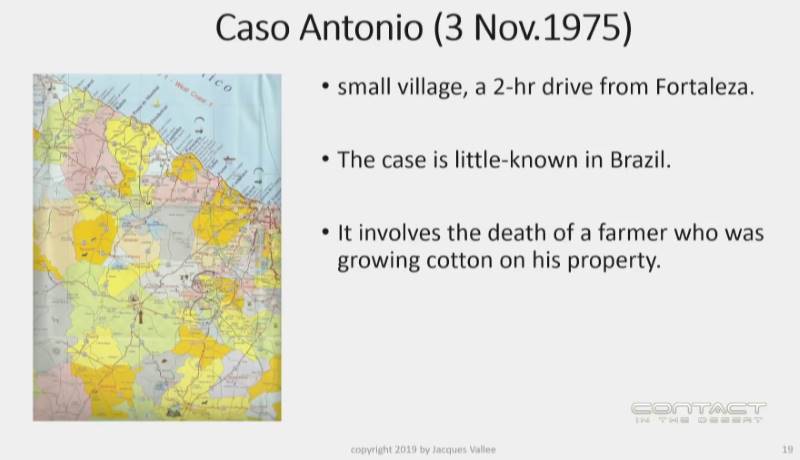 Caso Antonio (3 Nov.1975)
• small village, a 2-hr drive from Fortaleza.
• The case is little-known in Brazil.
• It involves the death of a farmer who was
growing cotton on his property.
CONTACT
IN THE DESERT
copyright 2019 by Jacques Vallee
19